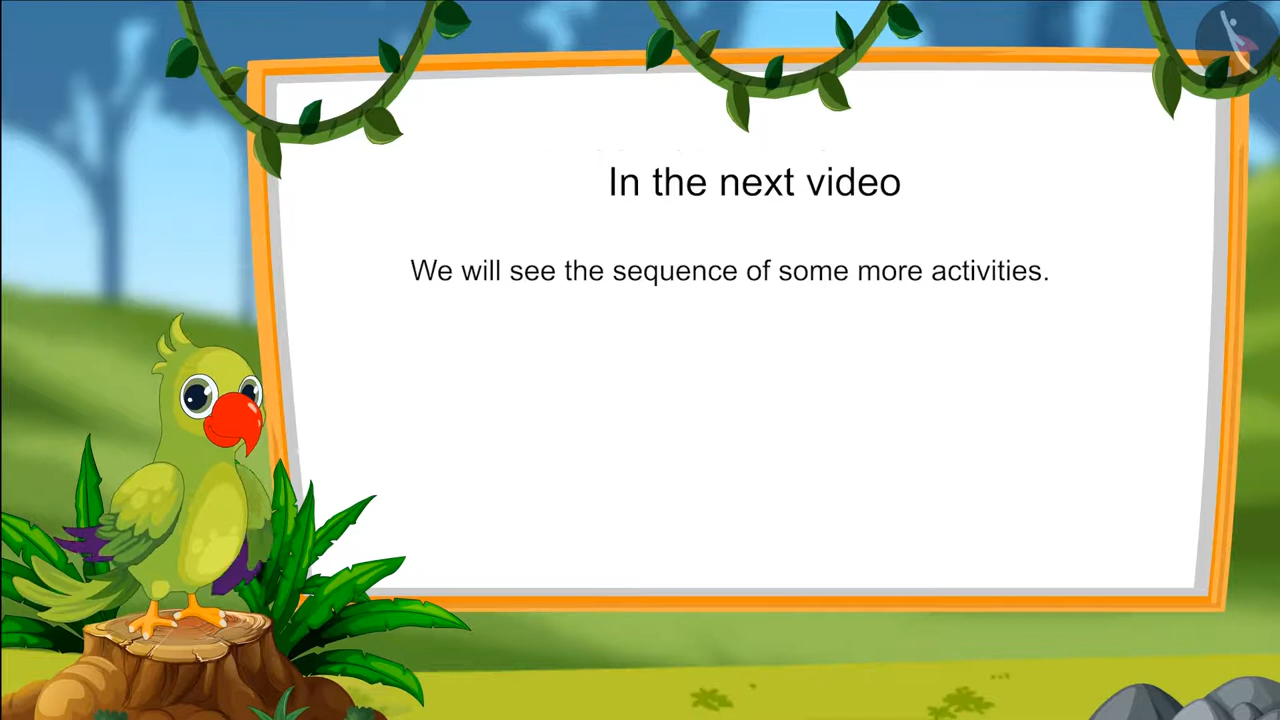 In the next video
We will see the sequence of some more activities.